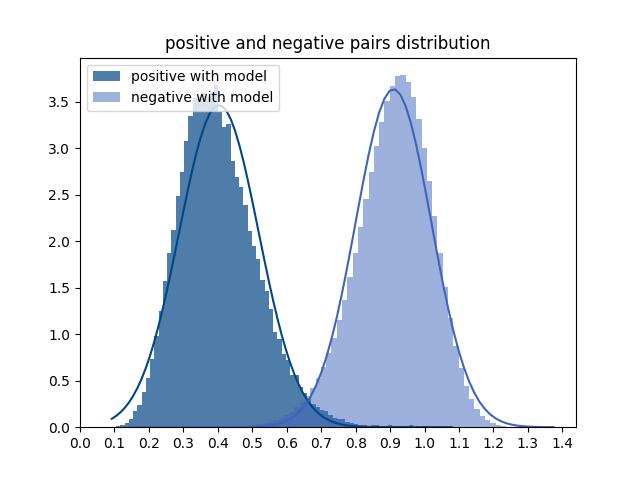 positive and negative pairs distribution
positive with model
negative with model
3.5
3.0
2.5
2.0
1.5
1.0
0.5
0.0
0.0 0.1 0.2 0.3 0.4 0.5 0.6 0.7 0.8 0.9 1.0 1.1 1.2 1.3 1.4